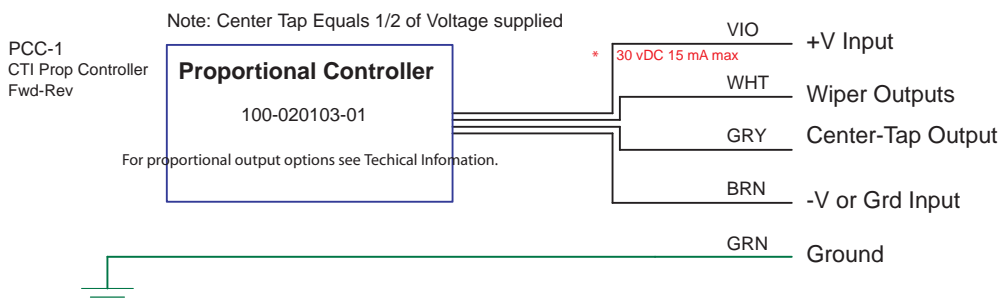 Note: Center Tap Equals 1/2 of Voltage supplied
PCC-1
CTI Prop Controller
Fwd-Rev
Proportional Controller
100-020103-01
For proportional output options see Techical Infomation.
* 30 vDC 15 mA max
VIO +V Input
WHT Wiper Outputs
GRY Center-Tap Output
BRN -V or Grd Input
GRN Ground